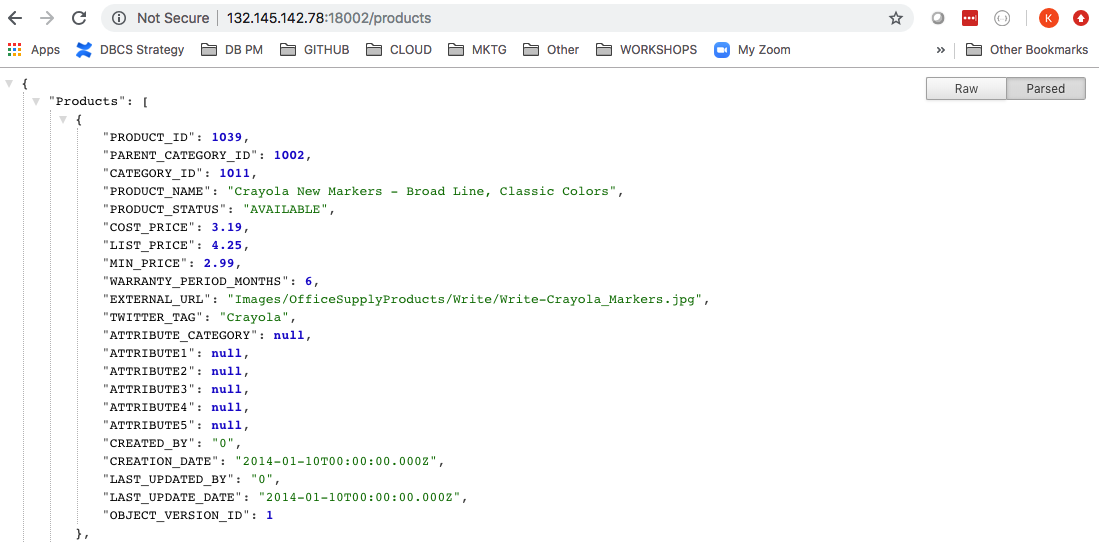 Not Secure | 132.145.142.78:18002/products
K
Apps DBCS Strategy DB PM GITHUB CLOUD MKTG Other WORKSHOPS My Zoom » Other Bookmarks
Raw Parsed
{
"Products": [
{
"PRODUCT_ID": 1039,
"PARENT_CATEGORY_ID": 1002,
"CATEGORY_ID": 1011,
"PRODUCT_NAME": "Crayola New Markers - Broad Line, Classic Colors",
"PRODUCT_STATUS": "AVAILABLE",
"COST_PRICE": 3.19,
"LIST_PRICE": 4.25,
"MIN_PRICE": 2.99,
"WARRANTY_PERIOD_MONTHS": 6,
"EXTERNAL_URL": "Images/OfficeSupplyProducts/Write/Write-Crayola_Markers.jpg",
"TWITTER_TAG": "Crayola",
"ATTRIBUTE_CATEGORY": null,
"ATTRIBUTE1": null,
"ATTRIBUTE2": null,
"ATTRIBUTE3": null,
"ATTRIBUTE4": null,
"ATTRIBUTE5": null,
"CREATED_BY": "0",
"CREATION_DATE": "2014-01-10T00:00:00.000Z",
"LAST_UPDATED_BY": "0",
"LAST_UPDATE_DATE": "2014-01-10T00:00:00.000Z",
"OBJECT_VERSION_ID": 1
},